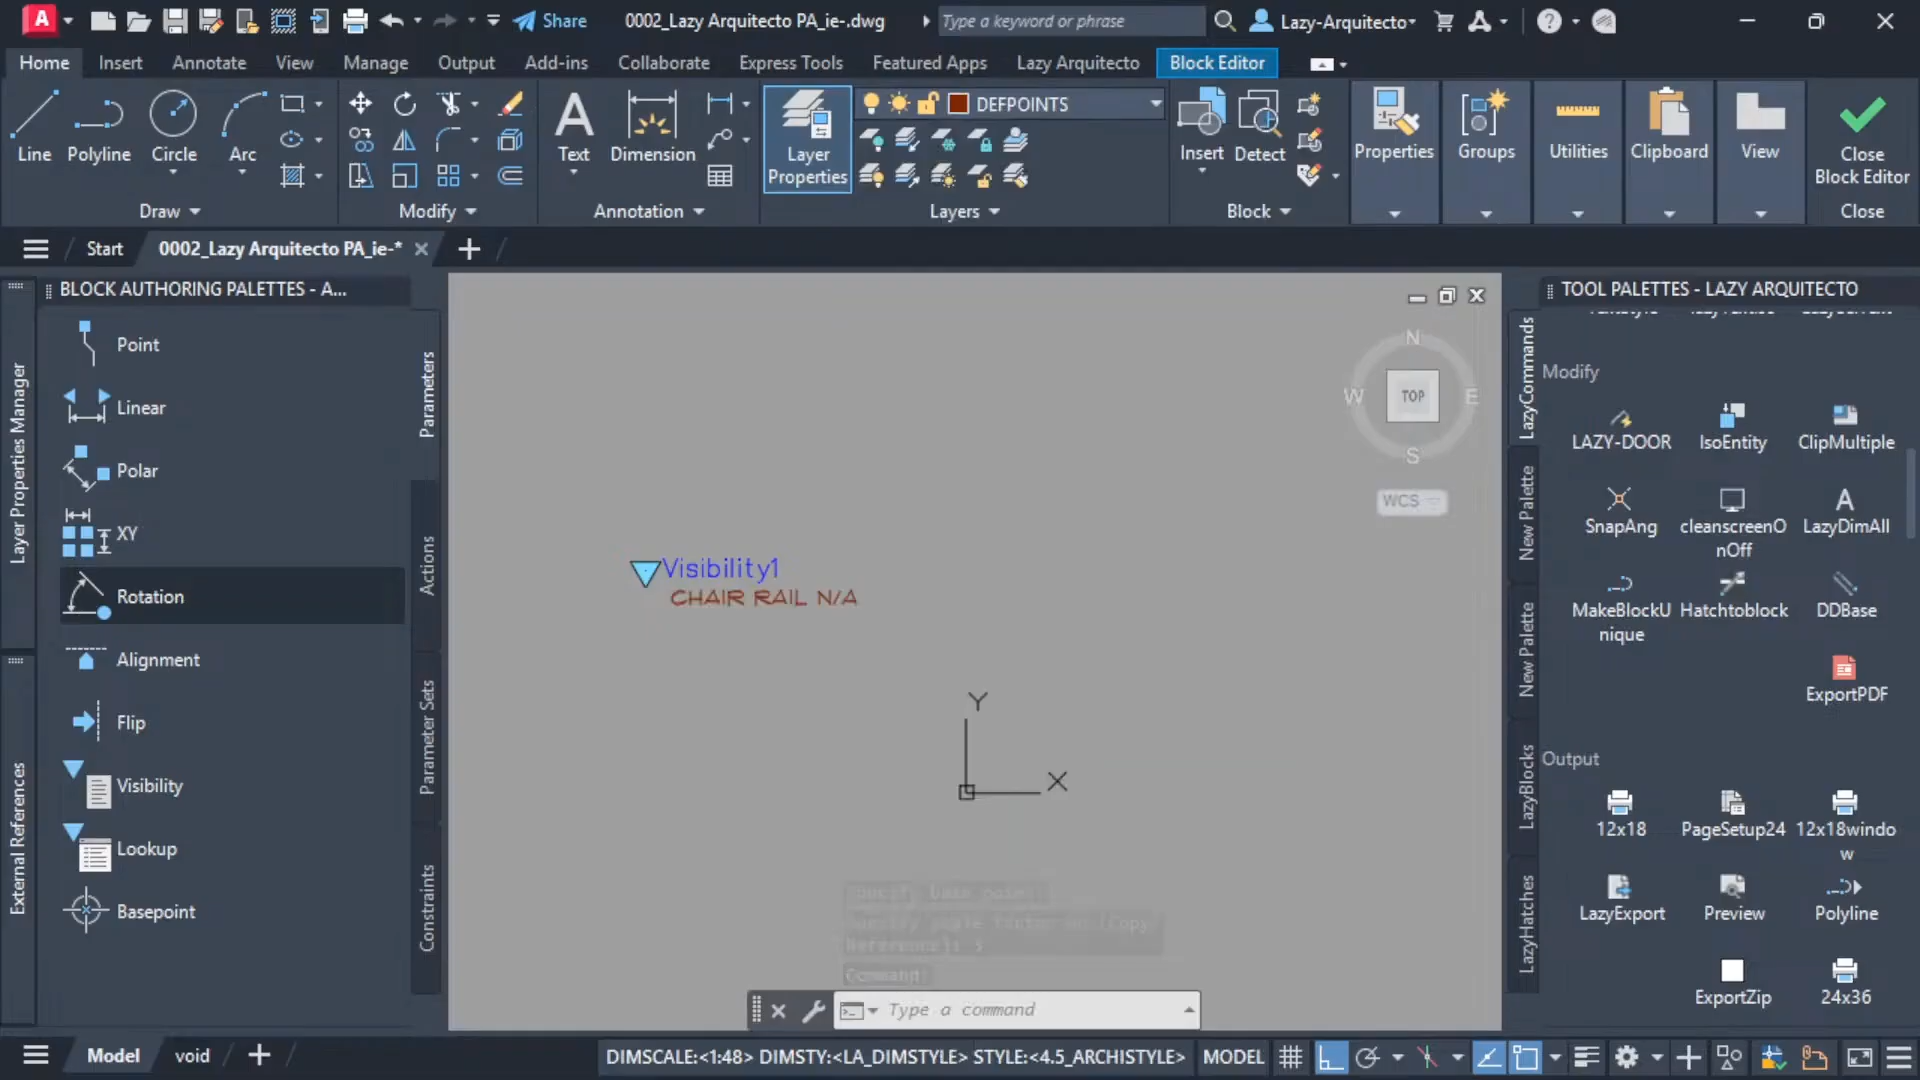 Share
0002_Lazy Arquitecto PA_ie-.dwg
Type a keyword or phrase
Lazy-Arquitecto
Home
Insert
Annotate
View
Manage
Output
Add-ins
Collaborate
Express Tools
Featured Apps
Lazy Arquitecto
Block Editor
Line
Polyline
Circle
Arc
Draw
Modify
Text
Dimension
Annotation
Layer
Properties
DEFPOINTS
Layers
Insert
Detect
Block
Properties
Groups
Utilities
Clipboard
View
Close
Block Editor
Close
Start
0002_Lazy Arquitecto PA_ie-*
BLOCK AUTHORING PALETTES - A...
Layer Properties Manager
External References
Point
Linear
Polar
XY
Rotation
Alignment
Flip
Visibility
Lookup
Basepoint
Parameters
Actions
Parameter Sets
Constraints
Visibility1
CHAIR RAIL N/A
N
W
TOP
E
S
WCS
Y
X
Command:
Type a command
TOOL PALETTES - LAZY ARQUITECTO
LazyCommands
New Palette
New Palette
LazyBlocks
LazyHatches
Modify
LAZY-DOOR
IsoEntity
ClipMultiple
SnapAng
cleanscreenO
nOff
LazyDimAll
MakeBlockU
nique
Hatchtoblock
DDBase
ExportPDF
Output
12x18
PageSetup24
12x18windo
w
LazyExport
Preview
Polyline
ExportZip
24x36
Model
void
DIMSCALE:<1:48> DIMSTY:<LA_DIMSTYLE> STYLE:<4.5_ARCHISTYLE>
MODEL